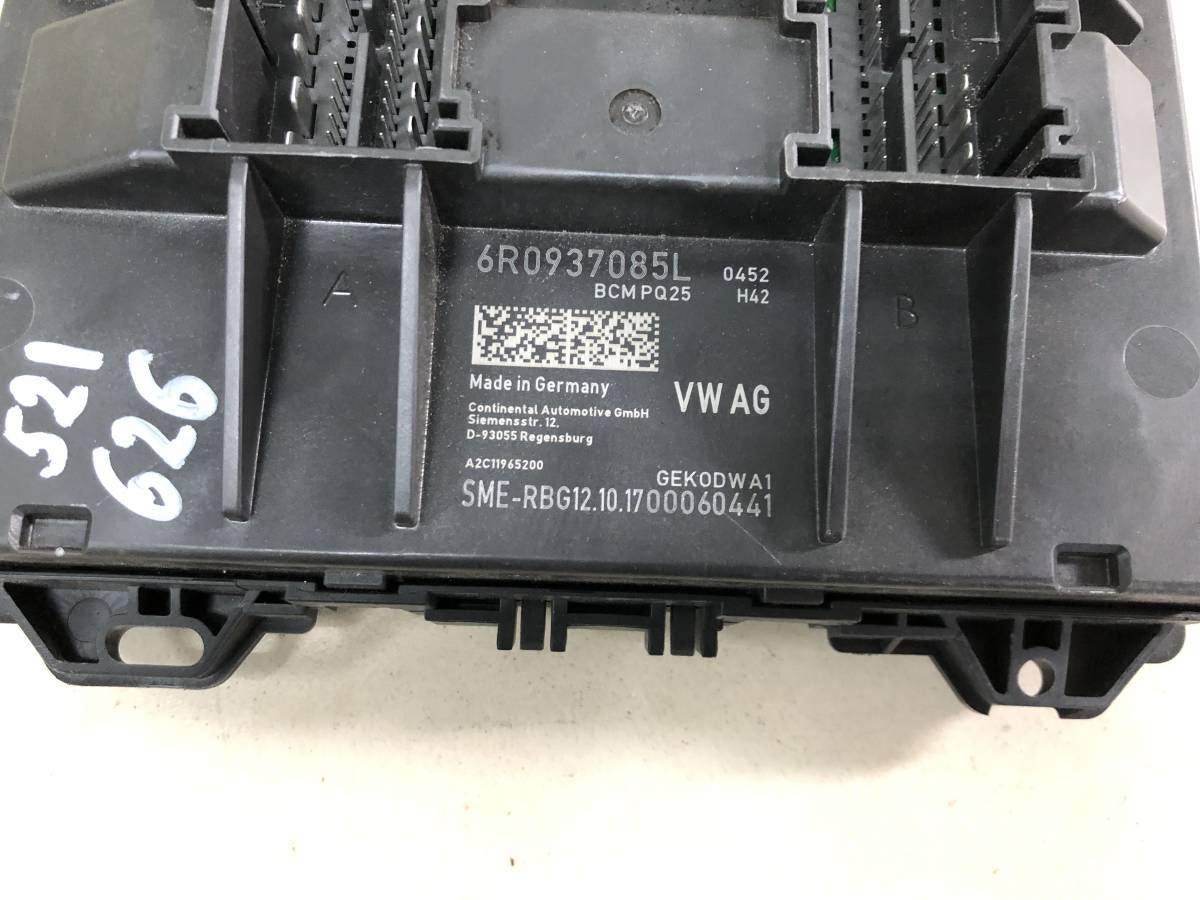 6R0937085L 0452
BCM PQ25 H42
A
B
Made in Germany
VW AG
Continental Automotive GmbH
Siemensstr. 12,
D-93055 Regensburg
A2C11965200
GEKODWA1
SME-RBG12.10.1700060441
521
626